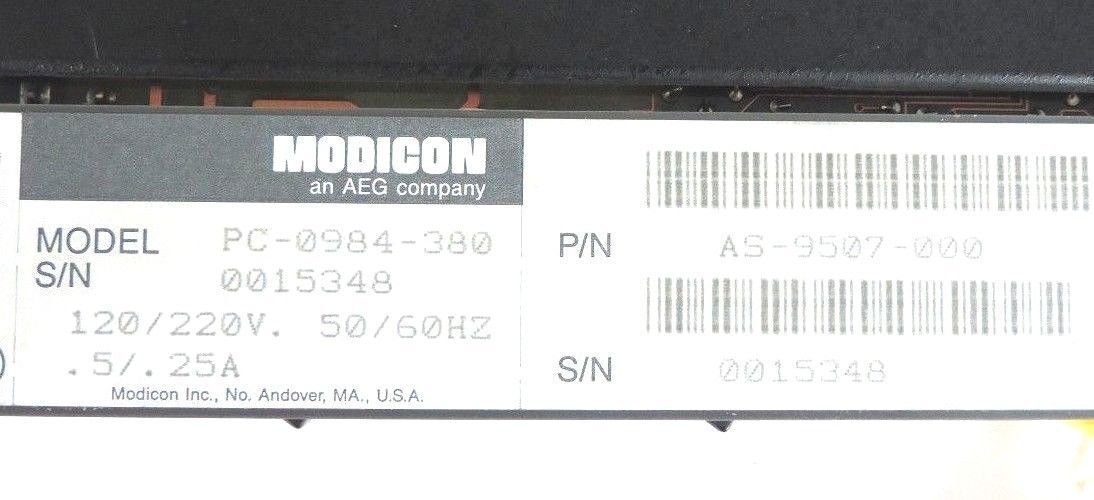 MODICON
an AEG company
MODEL PC-0984-380
S/N 0015348
120/220V. 50/60HZ
.5/.25A
Modicon Inc., No. Andover, MA., U.S.A.
P/N AS-9507-000
S/N 0015348